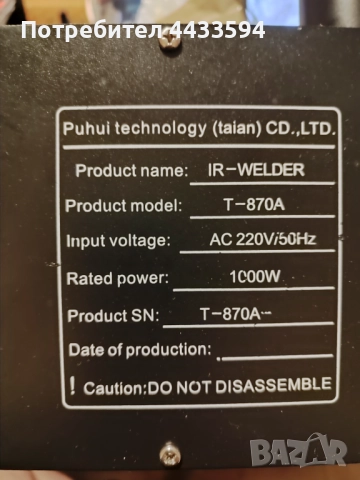 Потребител 4433594
Puhui technology (taian) CD.,LTD.
Product name: IR-WELDER
Product model: T-870A
Input voltage: AC 220V/50Hz
Rated power: 1000W
Product SN: T-870A-
Date of production:
! Caution:DO NOT DISASSEMBLE
BAZAR